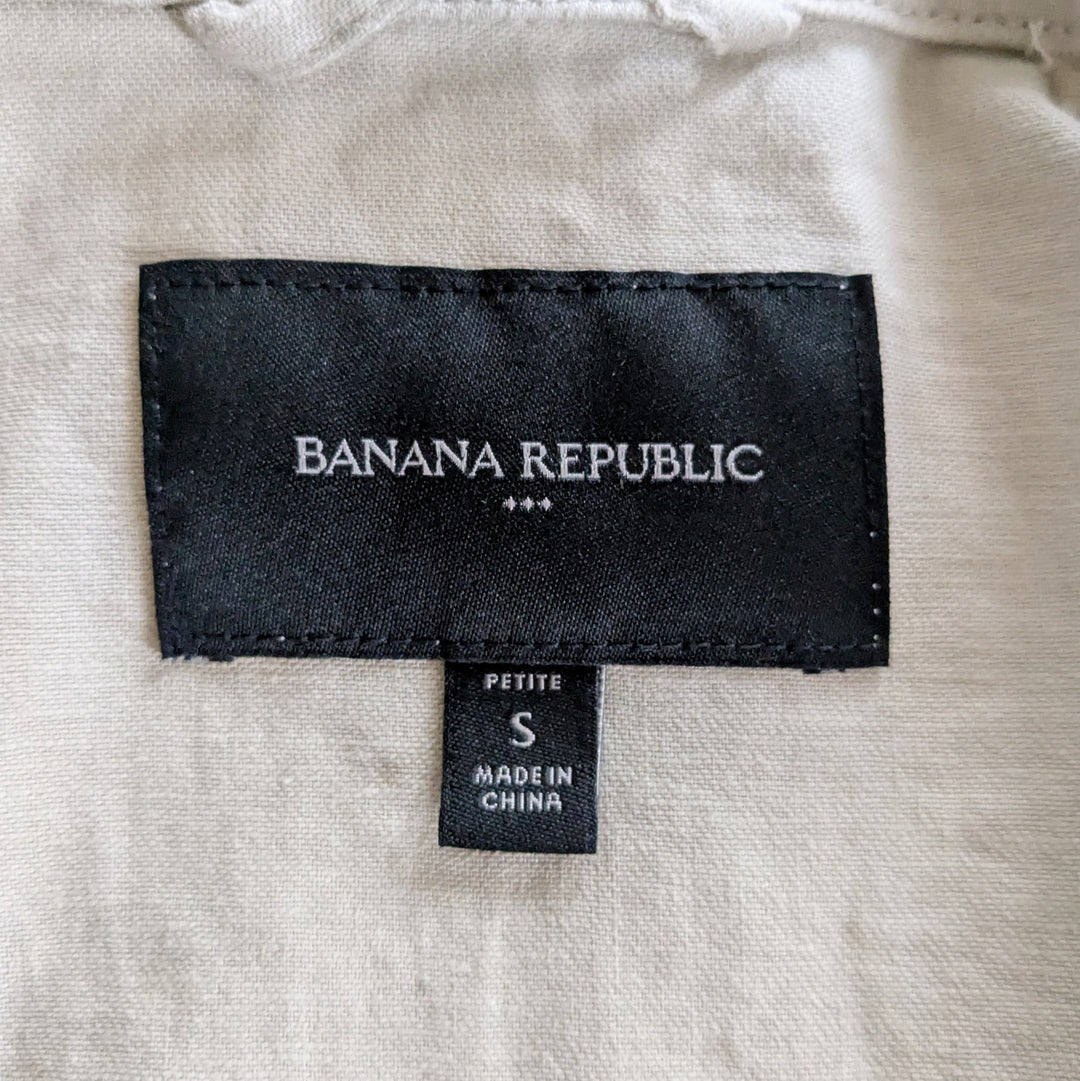 BANANA REPUBLIC
PETITE
S
MADE IN
CHINA